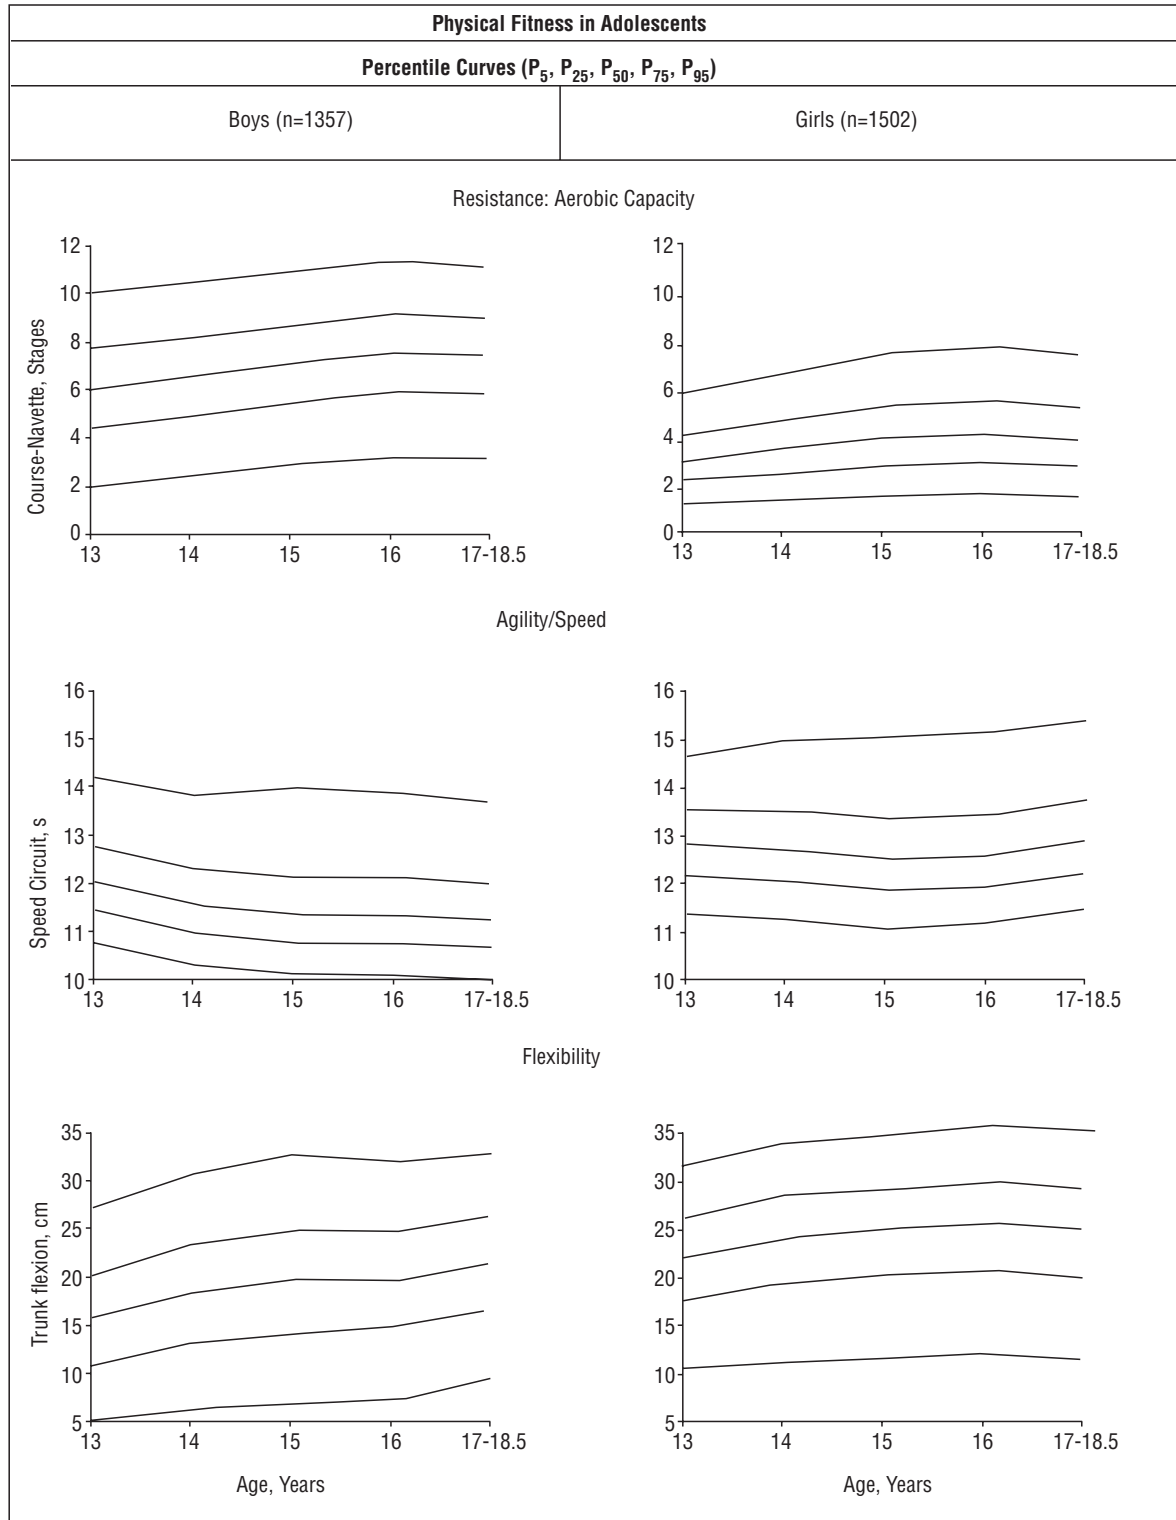 Physical Fitness in Adolescents
Percentile Curves (P5, P25, P50, P75, P95)
Boys (n=1357)
Girls (n=1502)
Resistance: Aerobic Capacity
Course-Navette, Stages
12
10
8
6
4
2
0
13 14 15 16 17-18.5
12
10
8
6
4
2
0
13 14 15 16 17-18.5
Agility/Speed
Speed Circuit, s
16
15
14
13
12
11
10
13 14 15 16 17-18.5
16
15
14
13
12
11
10
13 14 15 16 17-18.5
Flexibility
Trunk flexion, cm
35
30
25
20
15
10
5
13 14 15 16 17-18.5
Age, Years
35
30
25
20
15
10
5
13 14 15 16 17-18.5
Age, Years